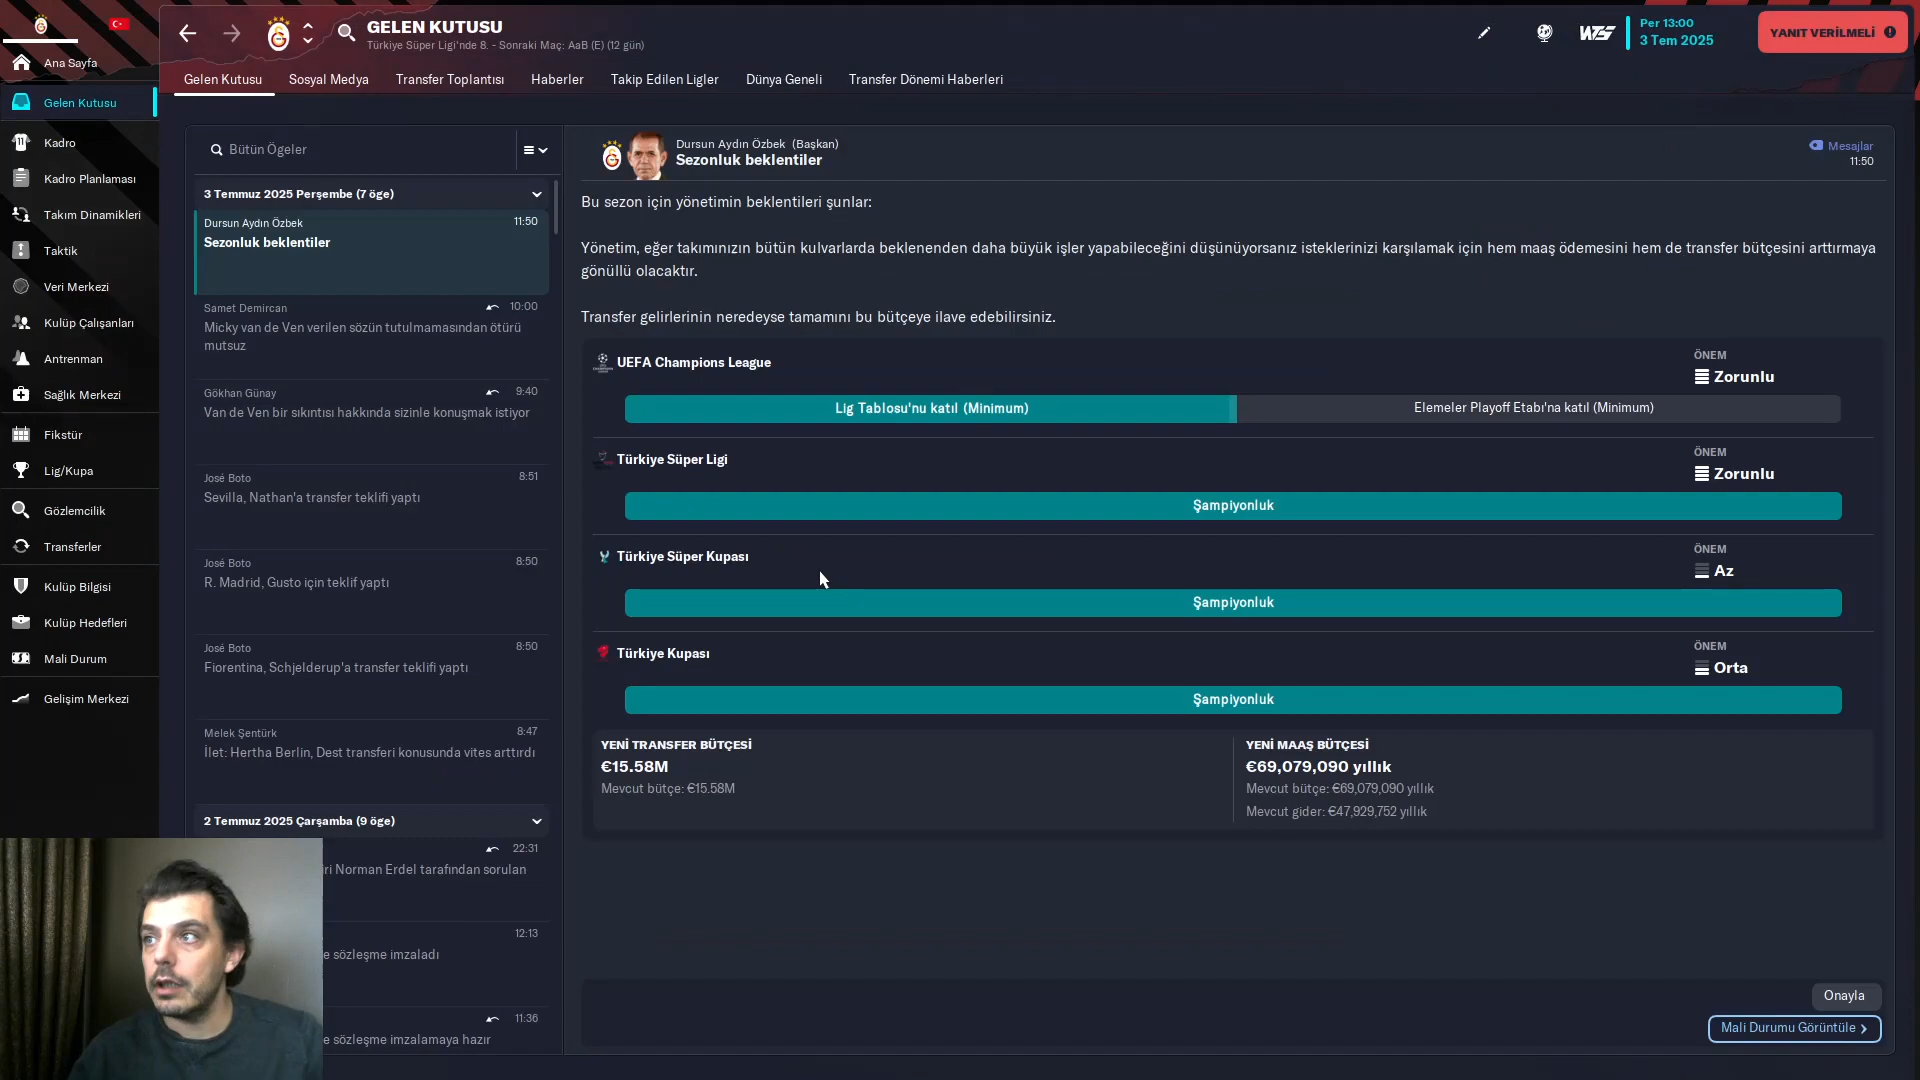 GELEN KUTUSU
Türkiye Süper Ligi'nde 8. - Sonraki Maç: AaB (E) (12 gün)
Per 13:00
3 Tem 2025
YANIT VERİLMELİ
Ana Sayfa
Gelen Kutusu
Kadro
Kadro Planlaması
Takım Dinamikleri
Taktik
Veri Merkezi
Kulüp Çalışanları
Antrenman
Sağlık Merkezi
Fikstür
Lig/Kupa
Gözlemcilik
Transferler
Kulüp Bilgisi
Kulüp Hedefleri
Mali Durum
Gelişim Merkezi
Gelen Kutusu Sosyal Medya Transfer Toplantısı Haberler Takip Edilen Ligler Dünya Geneli Transfer Dönemi Haberleri
Bütün Ögeler
3 Temmuz 2025 Perşembe (7 öge)
Dursun Aydın Özbek 11:50
Sezonluk beklentiler
Samet Demircan 10:00
Micky van de Ven verilen sözün tutulmamasından ötürü
mutsuz
Gökhan Günay 9:40
Van de Ven bir sıkıntısı hakkında sizinle konuşmak istiyor
José Boto 8:51
Sevilla, Nathan'a transfer teklifi yaptı
José Boto 8:50
R. Madrid, Gusto için teklif yaptı
José Boto 8:50
Fiorentina, Schjelderup'a transfer teklifi yaptı
Melek Şentürk 8:47
İlet: Hertha Berlin, Dest transferi konusunda vites arttırdı
2 Temmuz 2025 Çarşamba (9 öge)
22:31
Norman Erdel tarafından sorulan
12:13
sözleşme imzaladı
11:36
sözleşme imzalamaya hazır
Dursun Aydın Özbek (Başkan)
Sezonluk beklentiler
Mesajlar
11:50
Bu sezon için yönetimin beklentileri şunlar:
Yönetim, eğer takımınızın bütün kulvarlarda beklenenden daha büyük işler yapabileceğini düşünüyorsanız isteklerinizi karşılamak için hem maaş ödemesini hem de transfer bütçesini arttırmaya
gönüllü olacaktır.
Transfer gelirlerinin neredeyse tamamını bu bütçeye ilave edebilirsiniz.
UEFA Champions League
ÖNEM
Zorunlu
Lig Tablosu'nu katıl (Minimum) Elemeler Playoff Etabı'na katıl (Minimum)
Türkiye Süper Ligi
ÖNEM
Zorunlu
Şampiyonluk
Türkiye Süper Kupası
ÖNEM
Az
Şampiyonluk
Türkiye Kupası
ÖNEM
Orta
Şampiyonluk
YENİ TRANSFER BÜTÇESİ
€15.58M
Mevcut bütçe: €15.58M
YENİ MAAŞ BÜTÇESİ
€69,079,090 yıllık
Mevcut bütçe: €69,079,090 yıllık
Mevcut gider: €47,929,752 yıllık
Onayla
Mali Durumu Görüntüle